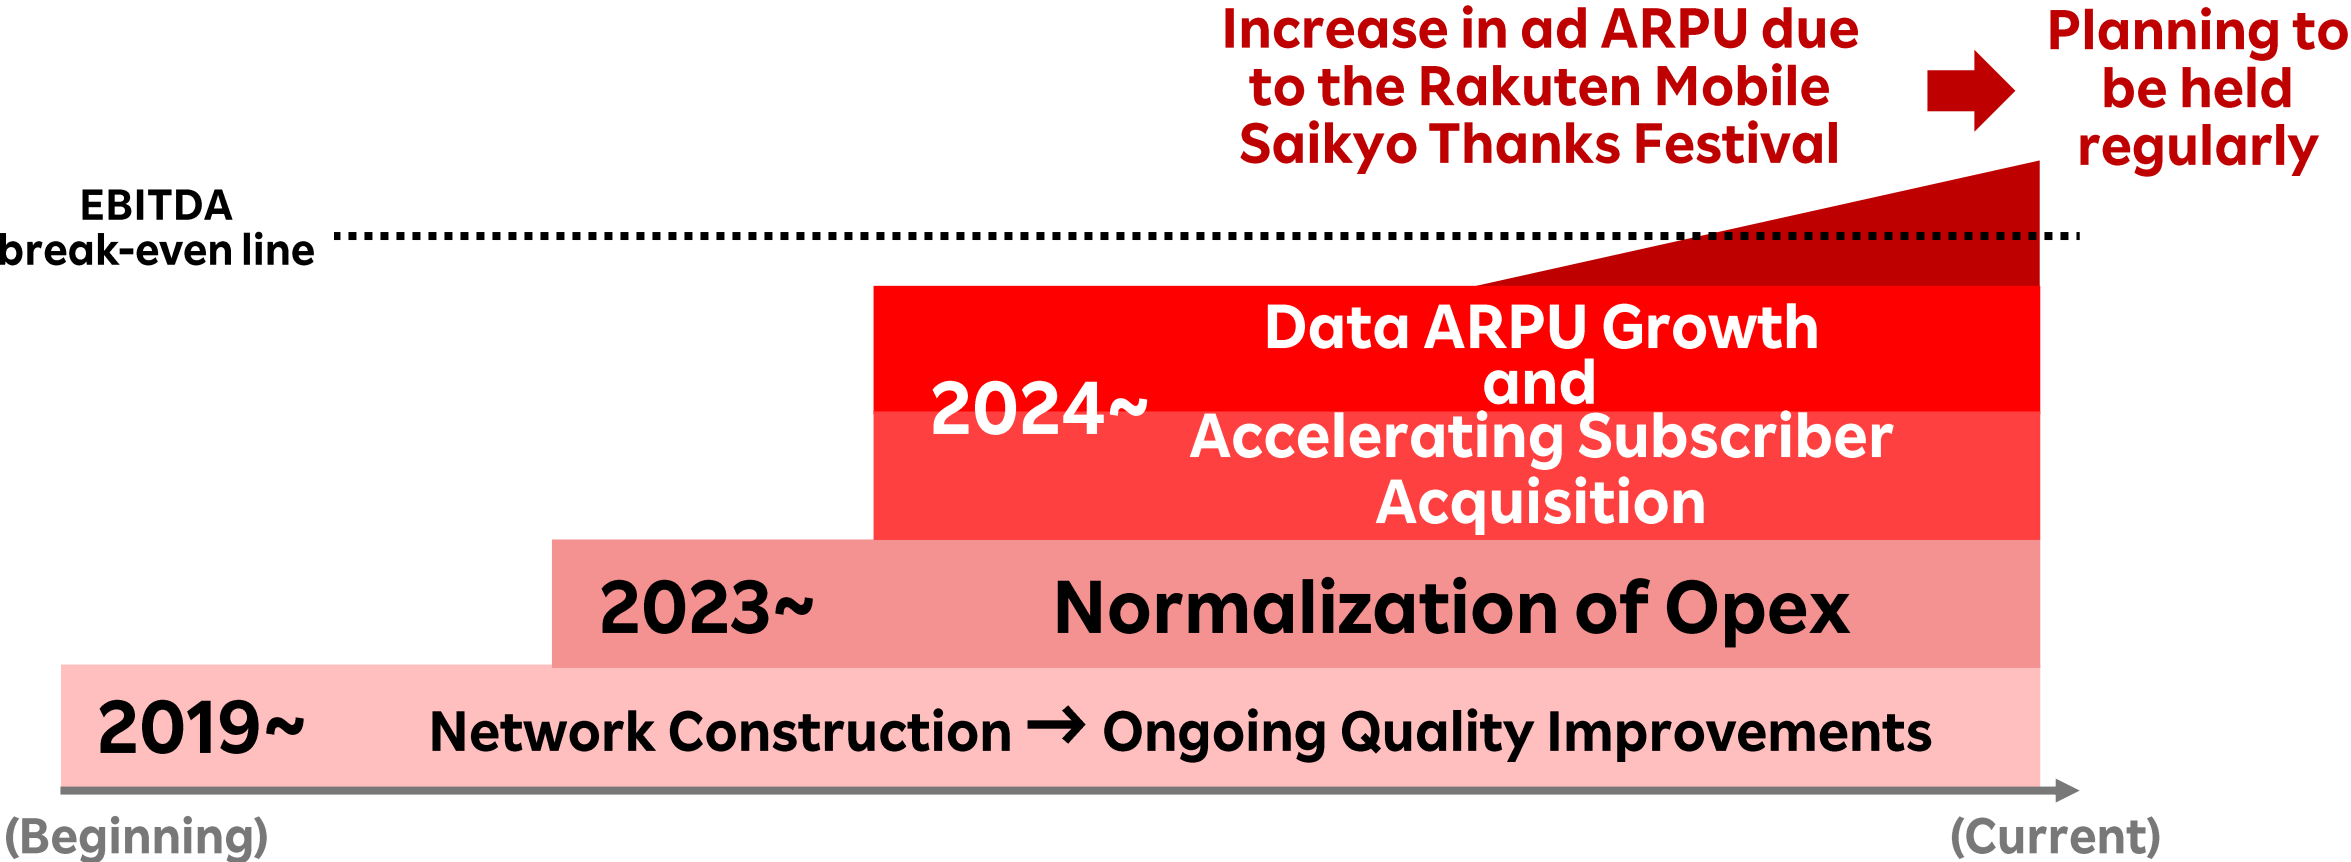 Increase in ad ARPU due
to the Rakuten Mobile
Saikyo Thanks Festival
Planning to
be held
regularly
EBITDA
break-even line
2024~
Data ARPU Growth
and
Accelerating Subscriber
Acquisition
2023~
Normalization of Opex
2019~
Network Construction → Ongoing Quality Improvements
(Beginning)
(Current)